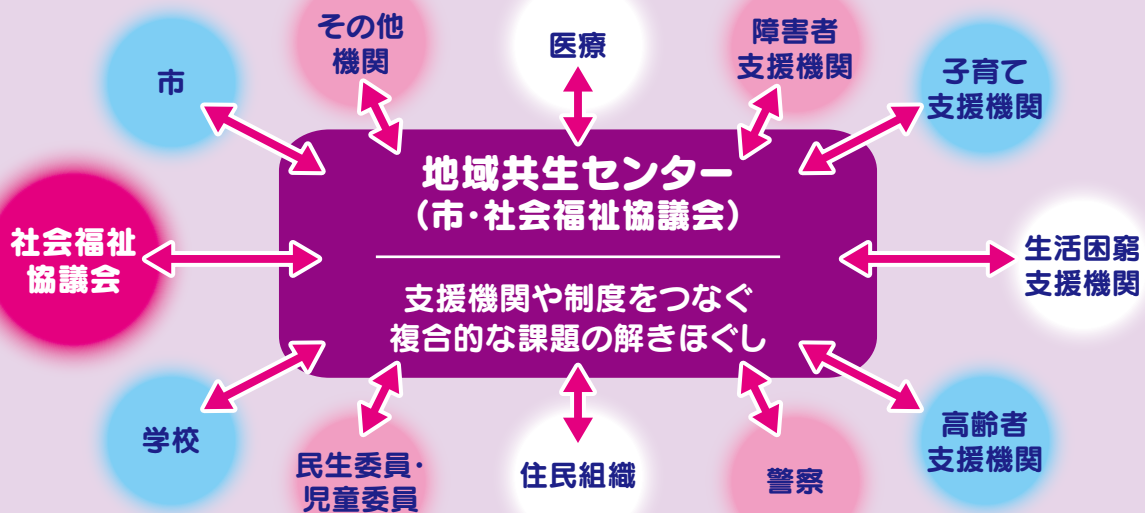 市
その他
機関
医療
障害者
支援機関
子育て
支援機関
地域共生センター
(市・社会福祉協議会)
社会福祉
協議会
支援機関や制度をつなぐ
複合的な課題の解きほぐし
生活困窮
支援機関
学校
民生委員・
児童委員
住民組織
警察
高齢者
支援機関